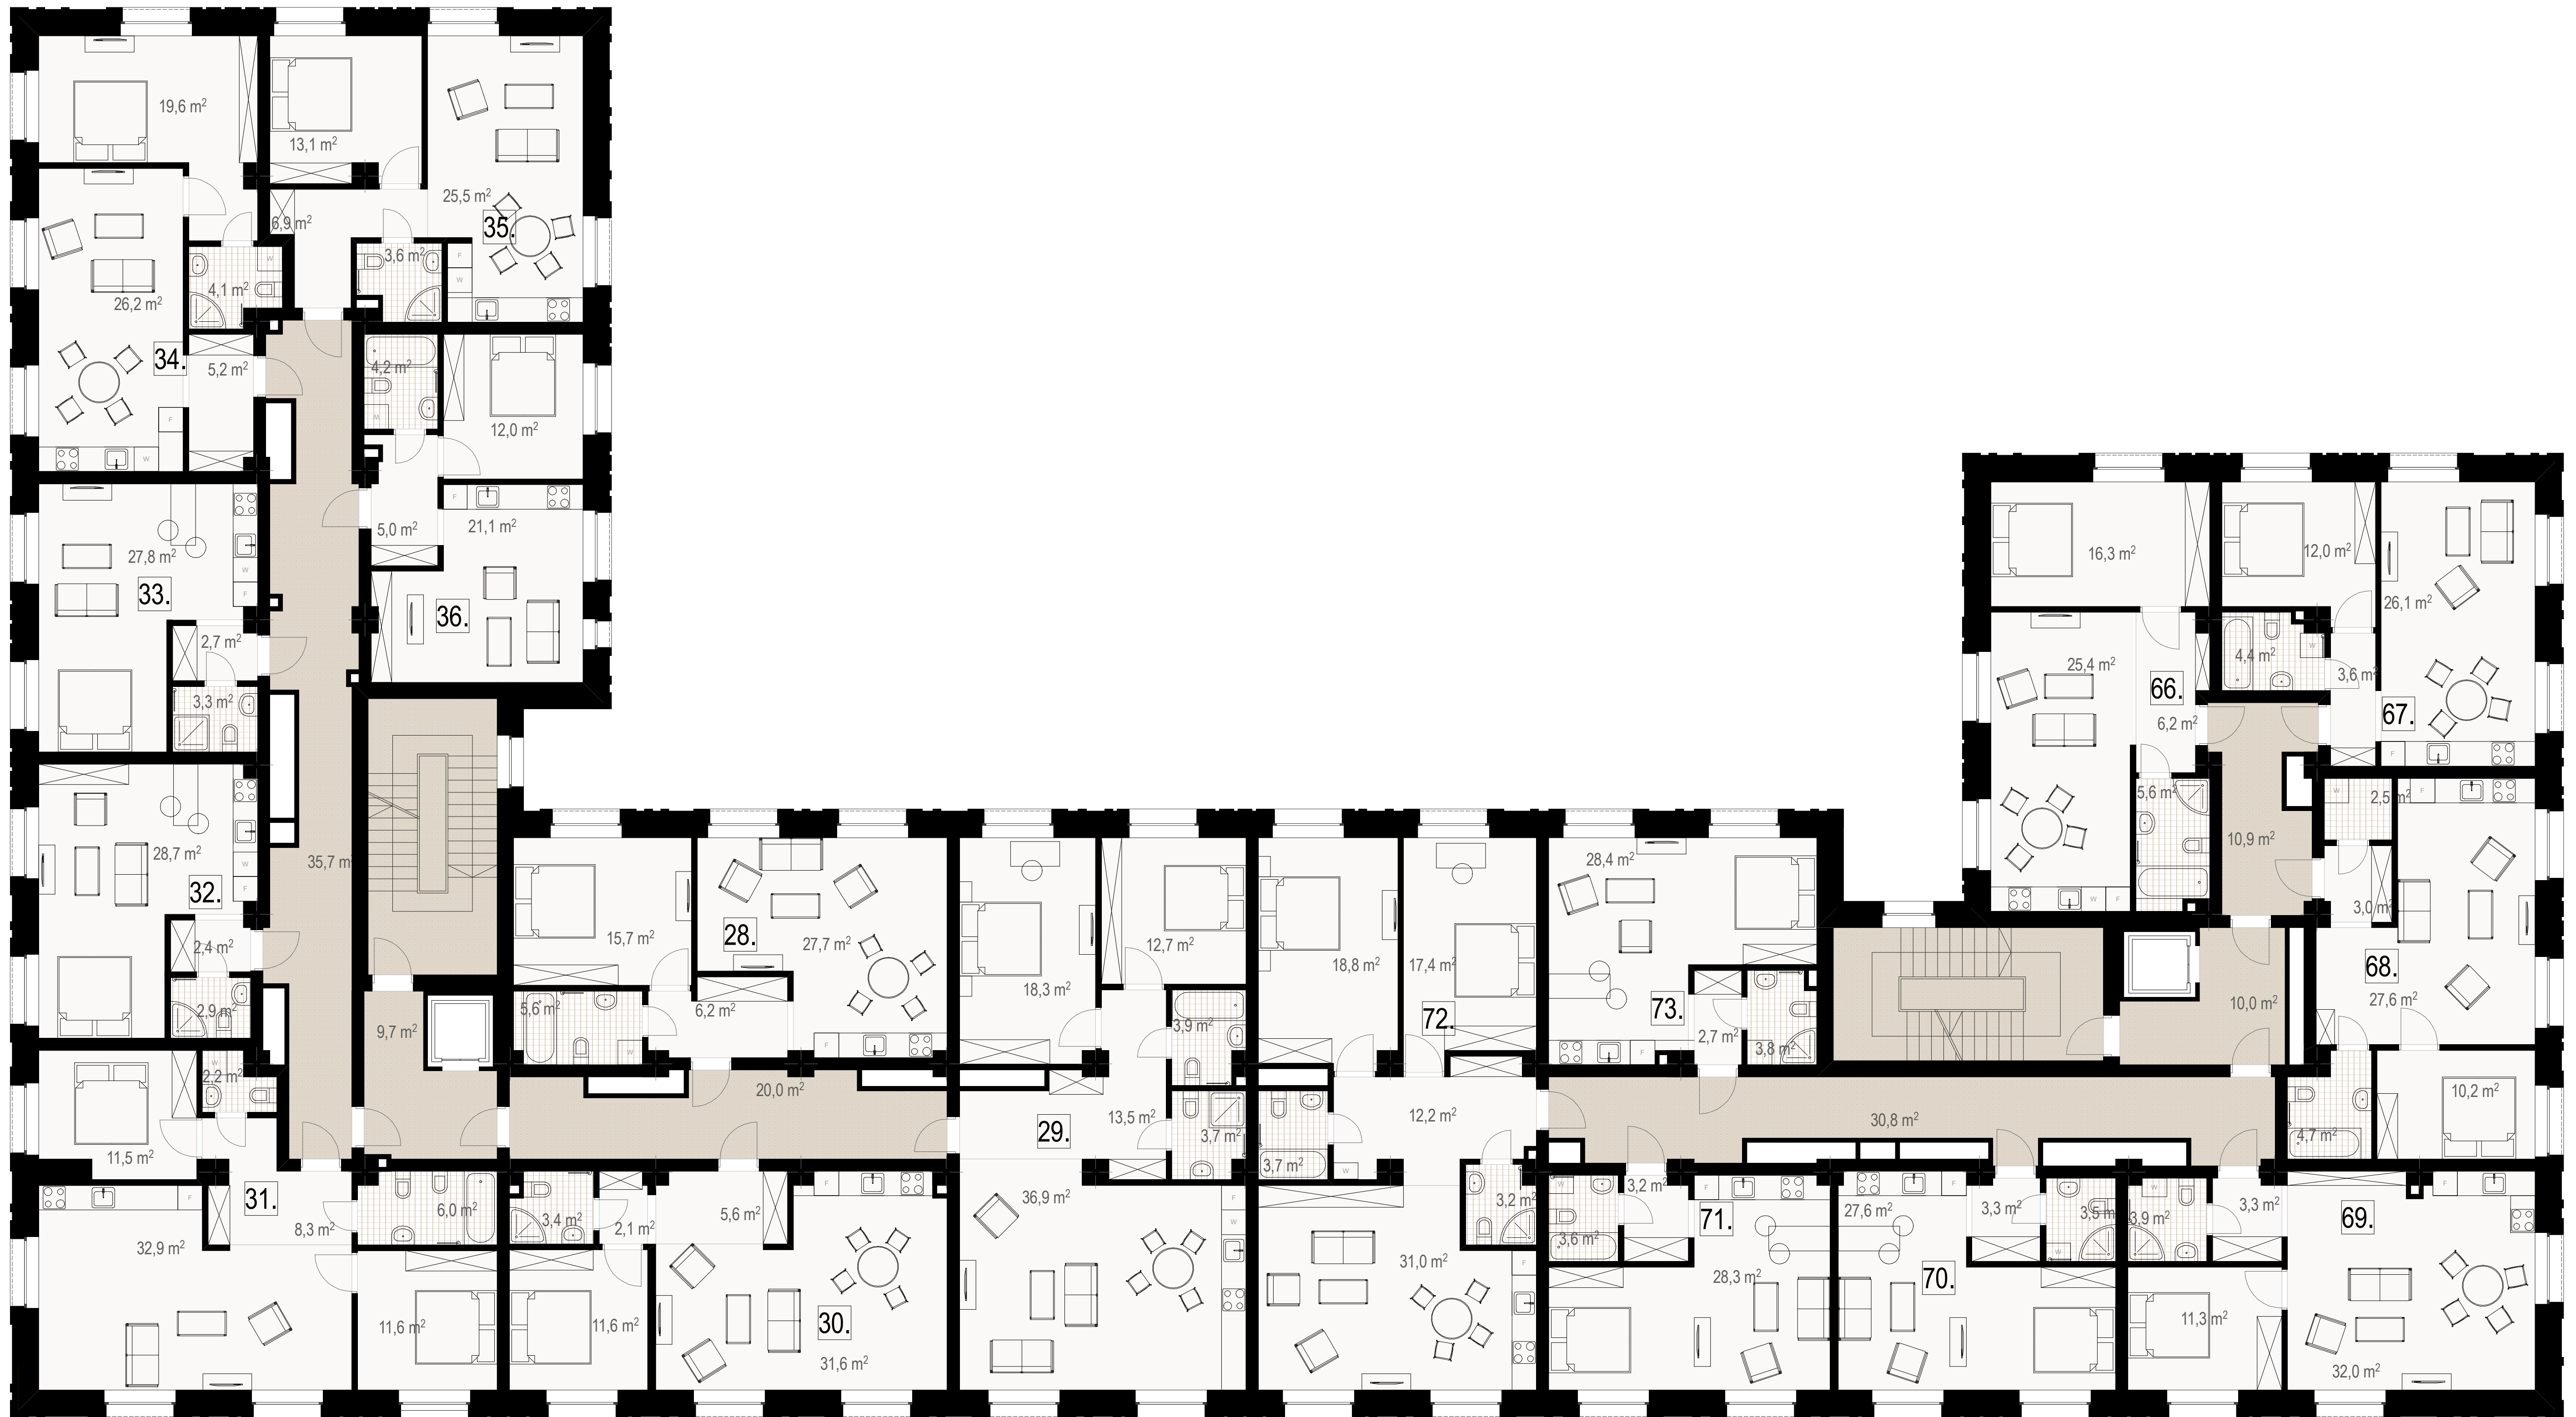 19,6 m²
13,1 m²
25,5 m²
6,9 m²
35.
3,6 m²
F
W
W
4,1 m²
26,2 m²
34.
5,2 m²
4,2 m²
W
12,0 m²
F
W
F
5,0 m²
21,1 m²
27,8 m²
W
F
33.
36.
2,7 m²
3,3 m²
28,7 m²
W
F
32.
2,4 m²
2,9 m²
35,7 m²
16,3 m²
12,0 m²
26,1 m²
25,4 m²
4,4 m²
W
3,6 m²
66.
6,2 m²
67.
F
5,6 m²
W
F
10,9 m²
W
2,5 m²
F
3,0 m²
68.
27,6 m²
10,0 m²
10,2 m²
4,7 m²
15,7 m²
28.
27,7 m²
5,6 m²
W
6,2 m²
F
9,7 m²
18,3 m²
12,7 m²
3,9 m²
18,8 m²
17,4 m²
72.
28,4 m²
73.
F
2,7 m²
3,8 m²
W
2,2 m²
11,5 m²
20,0 m²
29.
13,5 m²
3,7 m²
3,7 m²
W
12,2 m²
30,8 m²
F
31.
8,3 m²
32,9 m²
6,0 m²
11,6 m²
3,4 m²
2,1 m²
5,6 m²
F
11,6 m²
30.
31,6 m²
36,9 m²
F
W
3,2 m²
31,0 m²
F
W
3,2 m²
F
71.
3,6 m²
28,3 m²
27,6 m²
F
70.
3,3 m²
3,5 m²
W
W
3,9 m²
3,3 m²
11,3 m²
F
69.
32,0 m²